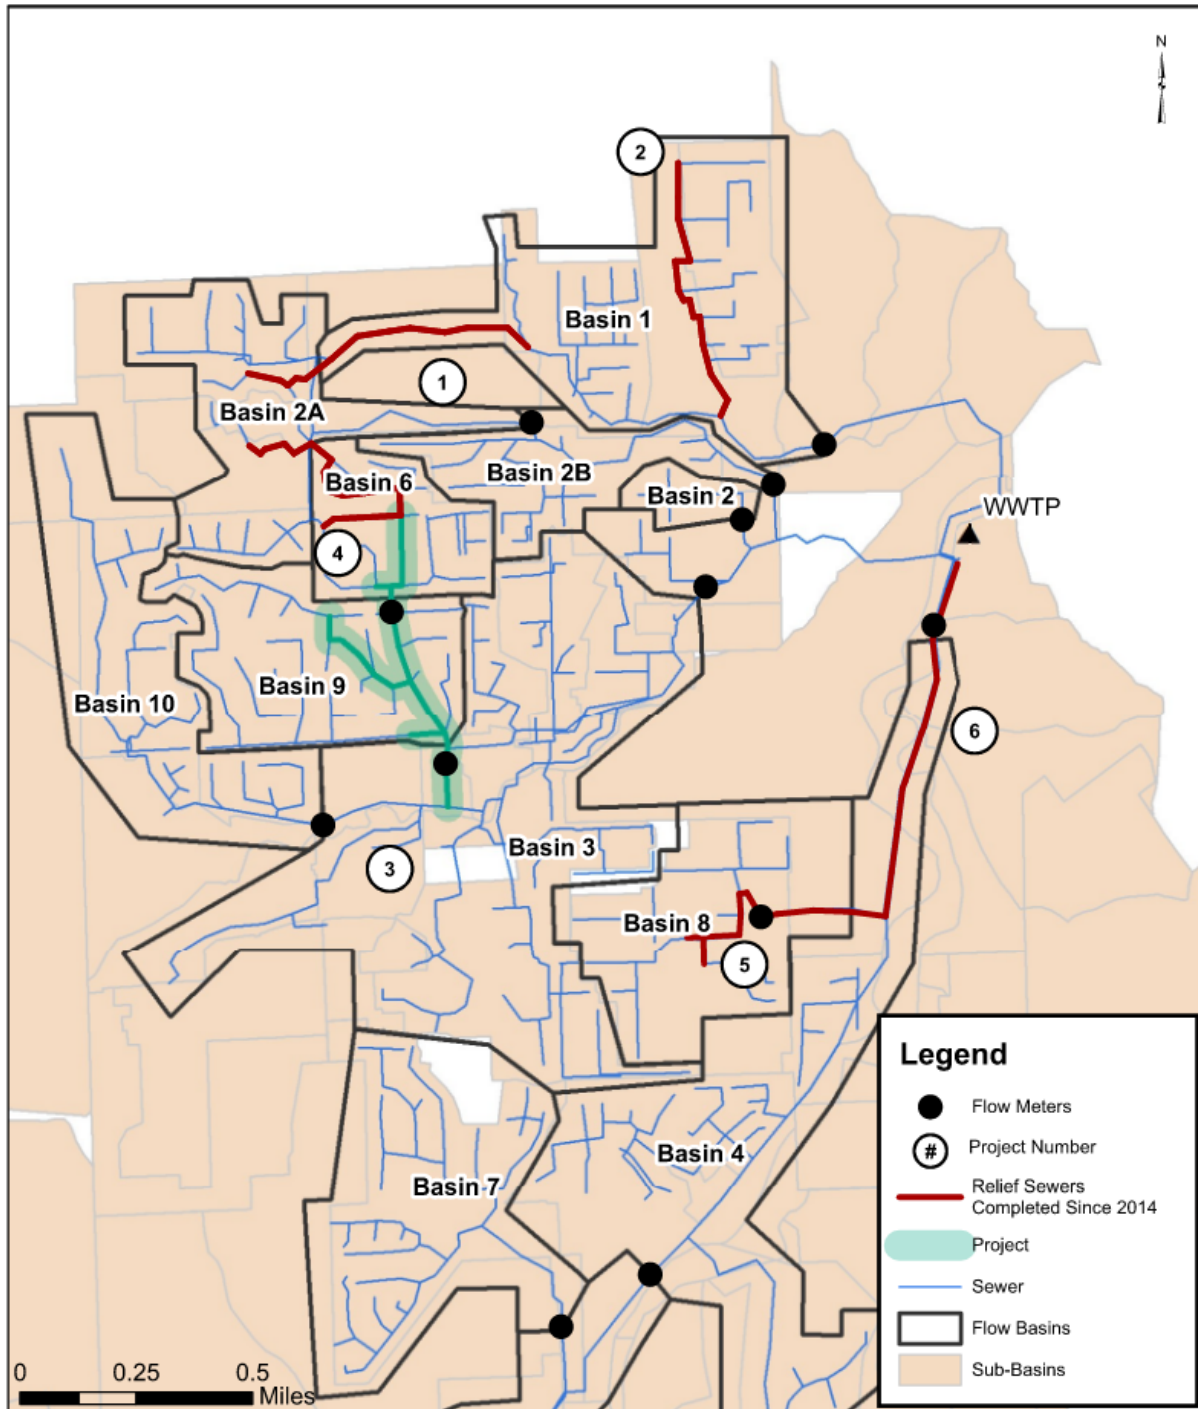 N
2
Basin 1
1
Basin 2A
Basin 2B
Basin 6
Basin 2
WWTP
4
Basin 9
Basin 10
6
Basin 3
3
Basin 8
5
Basin 4
Basin 7
Legend
Flow Meters
# Project Number
Relief Sewers
Completed Since 2014
Project
Sewer
Flow Basins
Sub-Basins
0 0.25 0.5
Miles